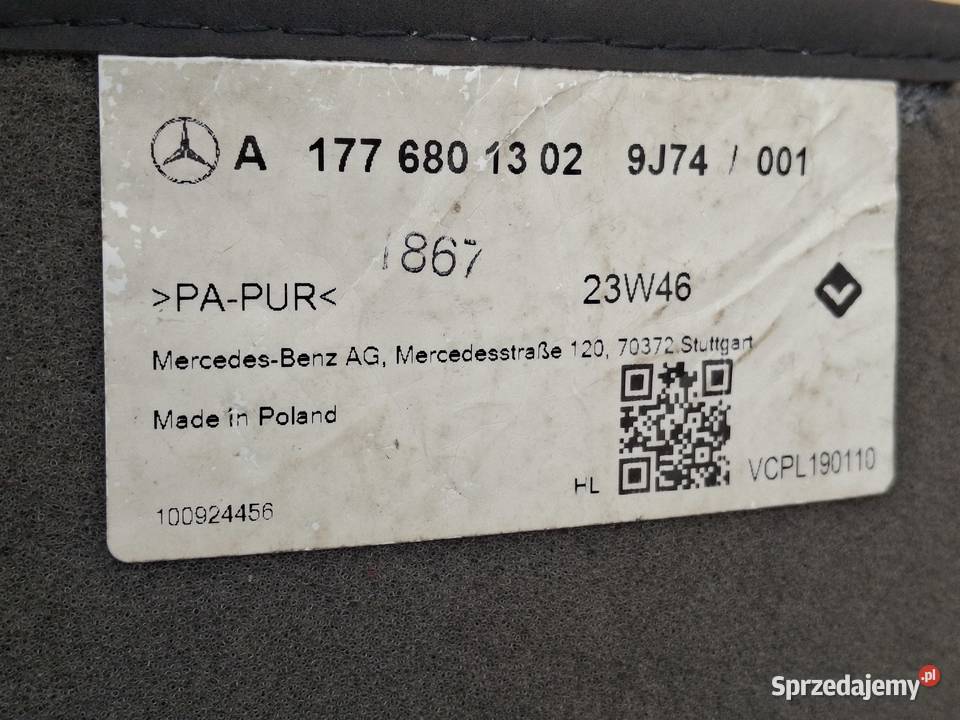 A 177 680 13 02 9J74 / 001
1867
>PA-PUR< 23W46
Mercedes-Benz AG, Mercedesstraße 120, 70372 Stuttgart
Made in Poland
HL VCPL190110
100924456
Sprzedajemy.pl